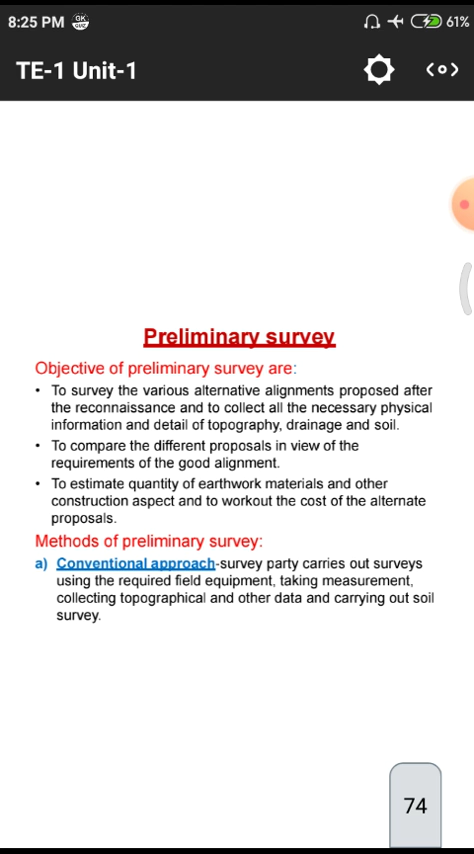 8:25 PM GK
61%
TE-1 Unit-1
Preliminary survey
Objective of preliminary survey are:
• To survey the various alternative alignments proposed after
the reconnaissance and to collect all the necessary physical
information and detail of topography, drainage and soil.
• To compare the different proposals in view of the
requirements of the good alignment.
• To estimate quantity of earthwork materials and other
construction aspect and to workout the cost of the alternate
proposals.
Methods of preliminary survey:
a) Conventional approach-survey party carries out surveys
using the required field equipment, taking measurement,
collecting topographical and other data and carrying out soil
survey.
74